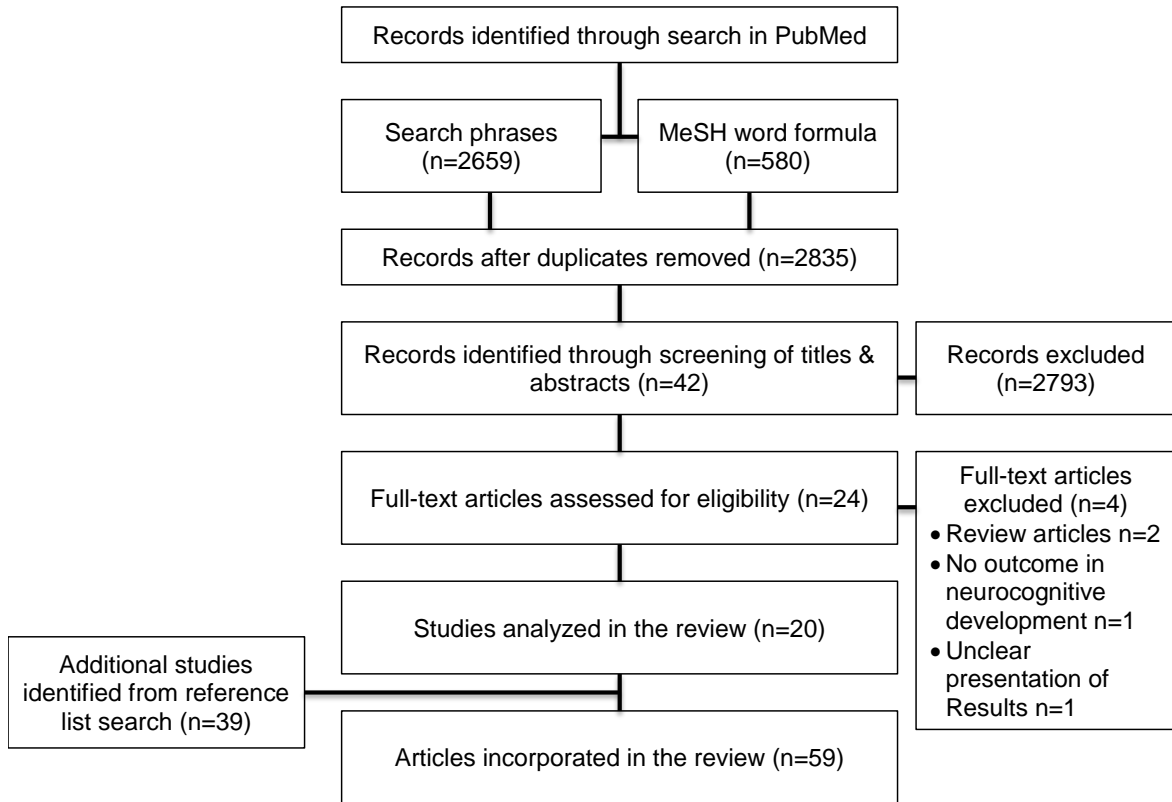 Records identified through search in PubMed
Search phrases
(n=2659)
MeSH word formula
(n=580)
Records after duplicates removed (n=2835)
Records identified through screening of titles &
abstracts (n=42)
Records excluded
(n=2793)
Full-text articles assessed for eligibility (n=24)
Full-text articles
excluded (n=4)
• Review articles n=2
• No outcome in
neurocognitive
development n=1
• Unclear
presentation of
Results n=1
Studies analyzed in the review (n=20)
Additional studies
identified from reference
list search (n=39)
Articles incorporated in the review (n=59)